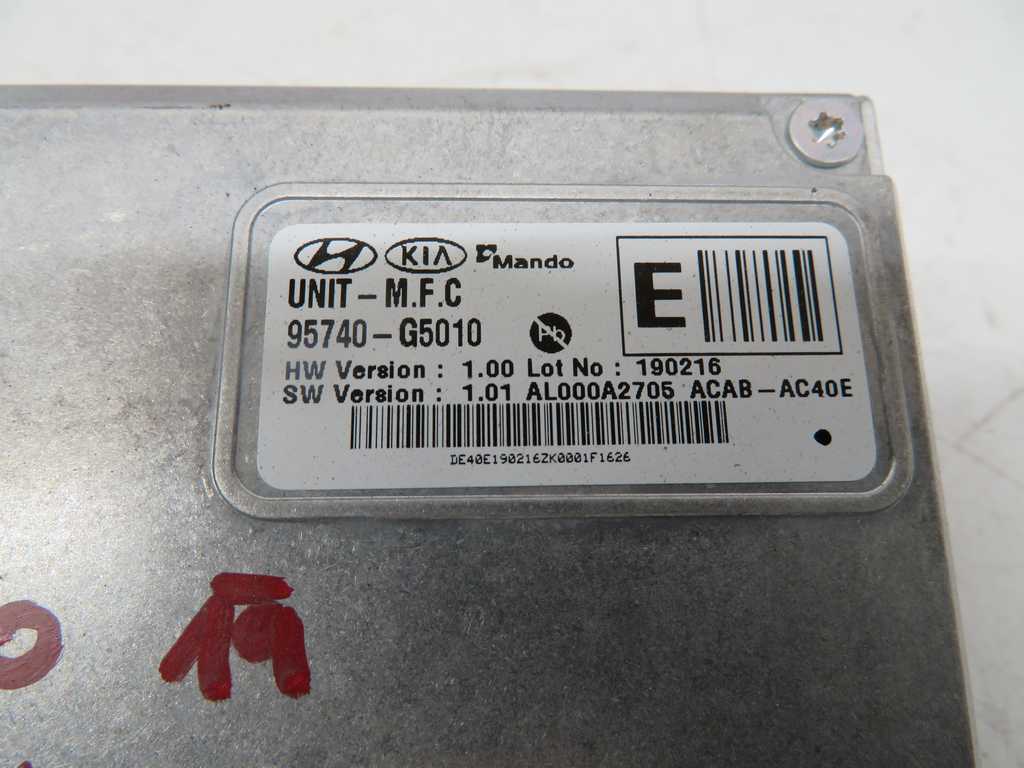 KIA Mando
UNIT - M.F.C
95740 - G5010 Pb
E
HW Version : 1.00 Lot No : 190216
SW Version : 1.01 AL000A2705 ACAB - AC40E
DE40E190216ZK0001F1626